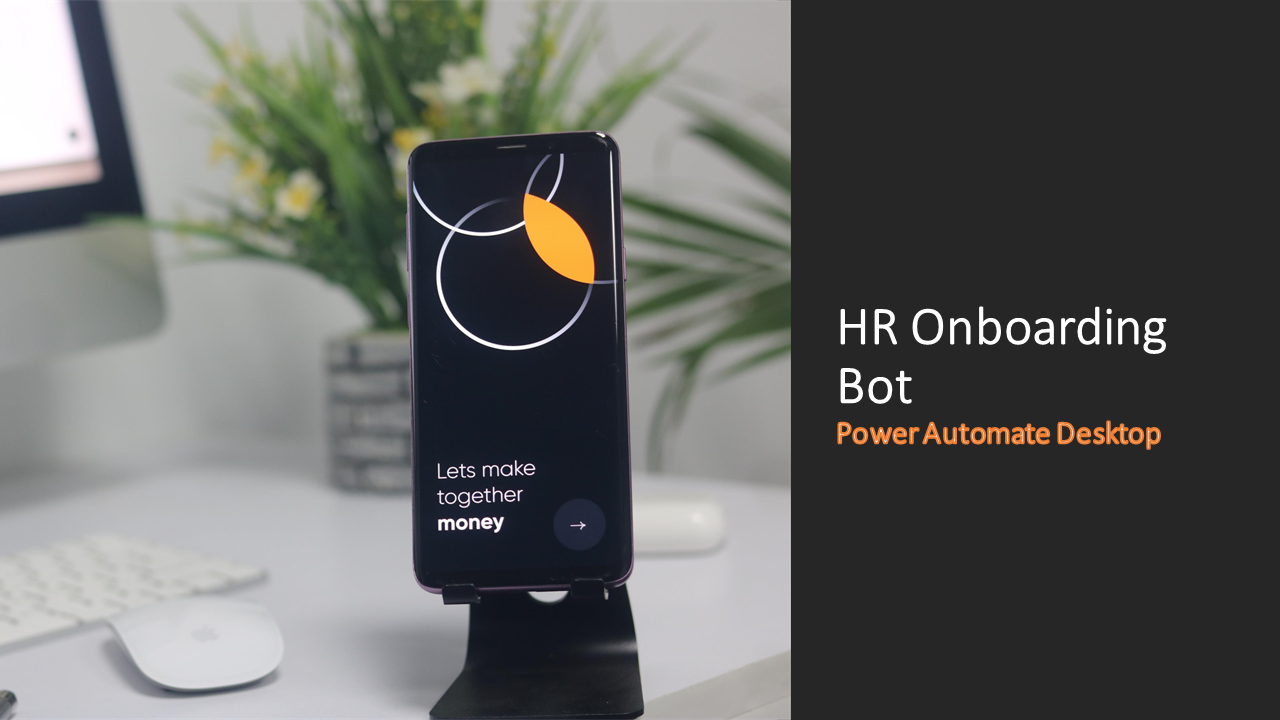 Lets make
together
money
→
HR Onboarding
Bot
Power Automate Desktop